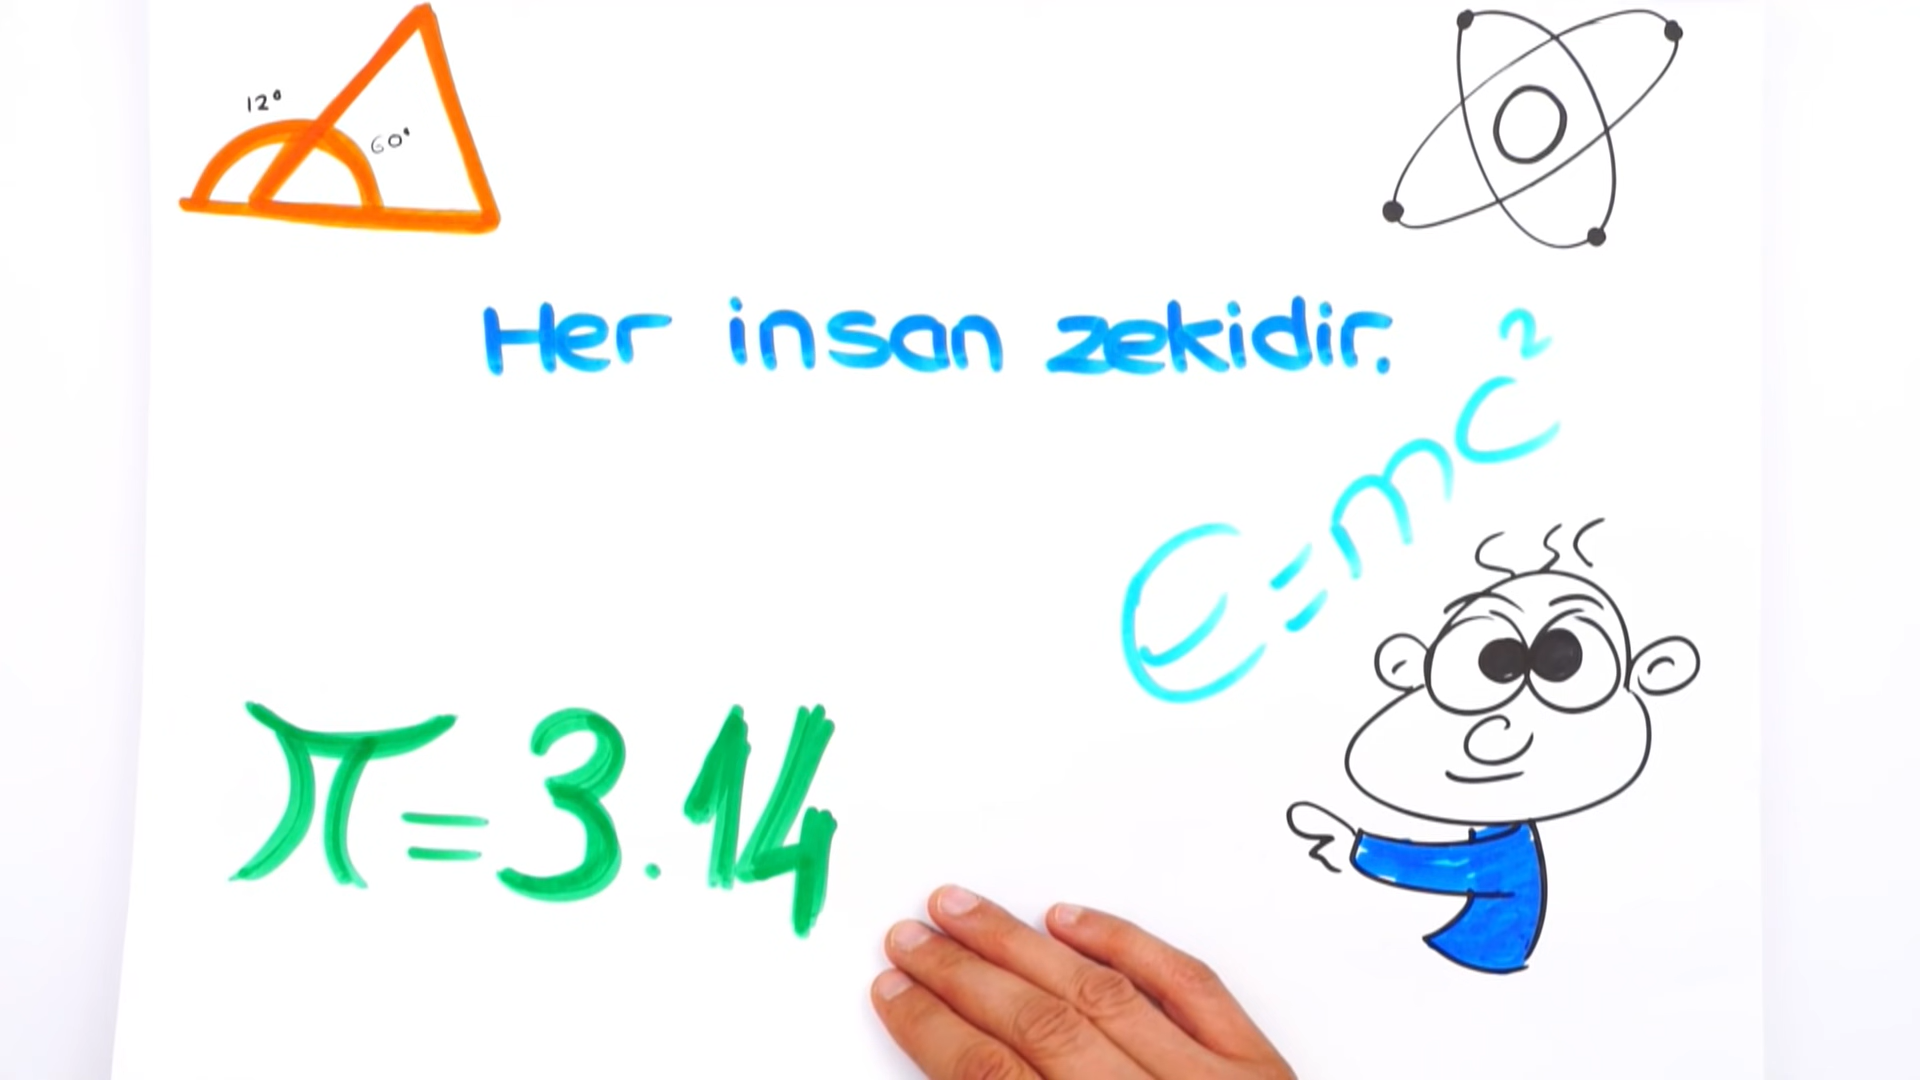 12°
60°
Her insan zekidir.
E=mc²
π=3.14